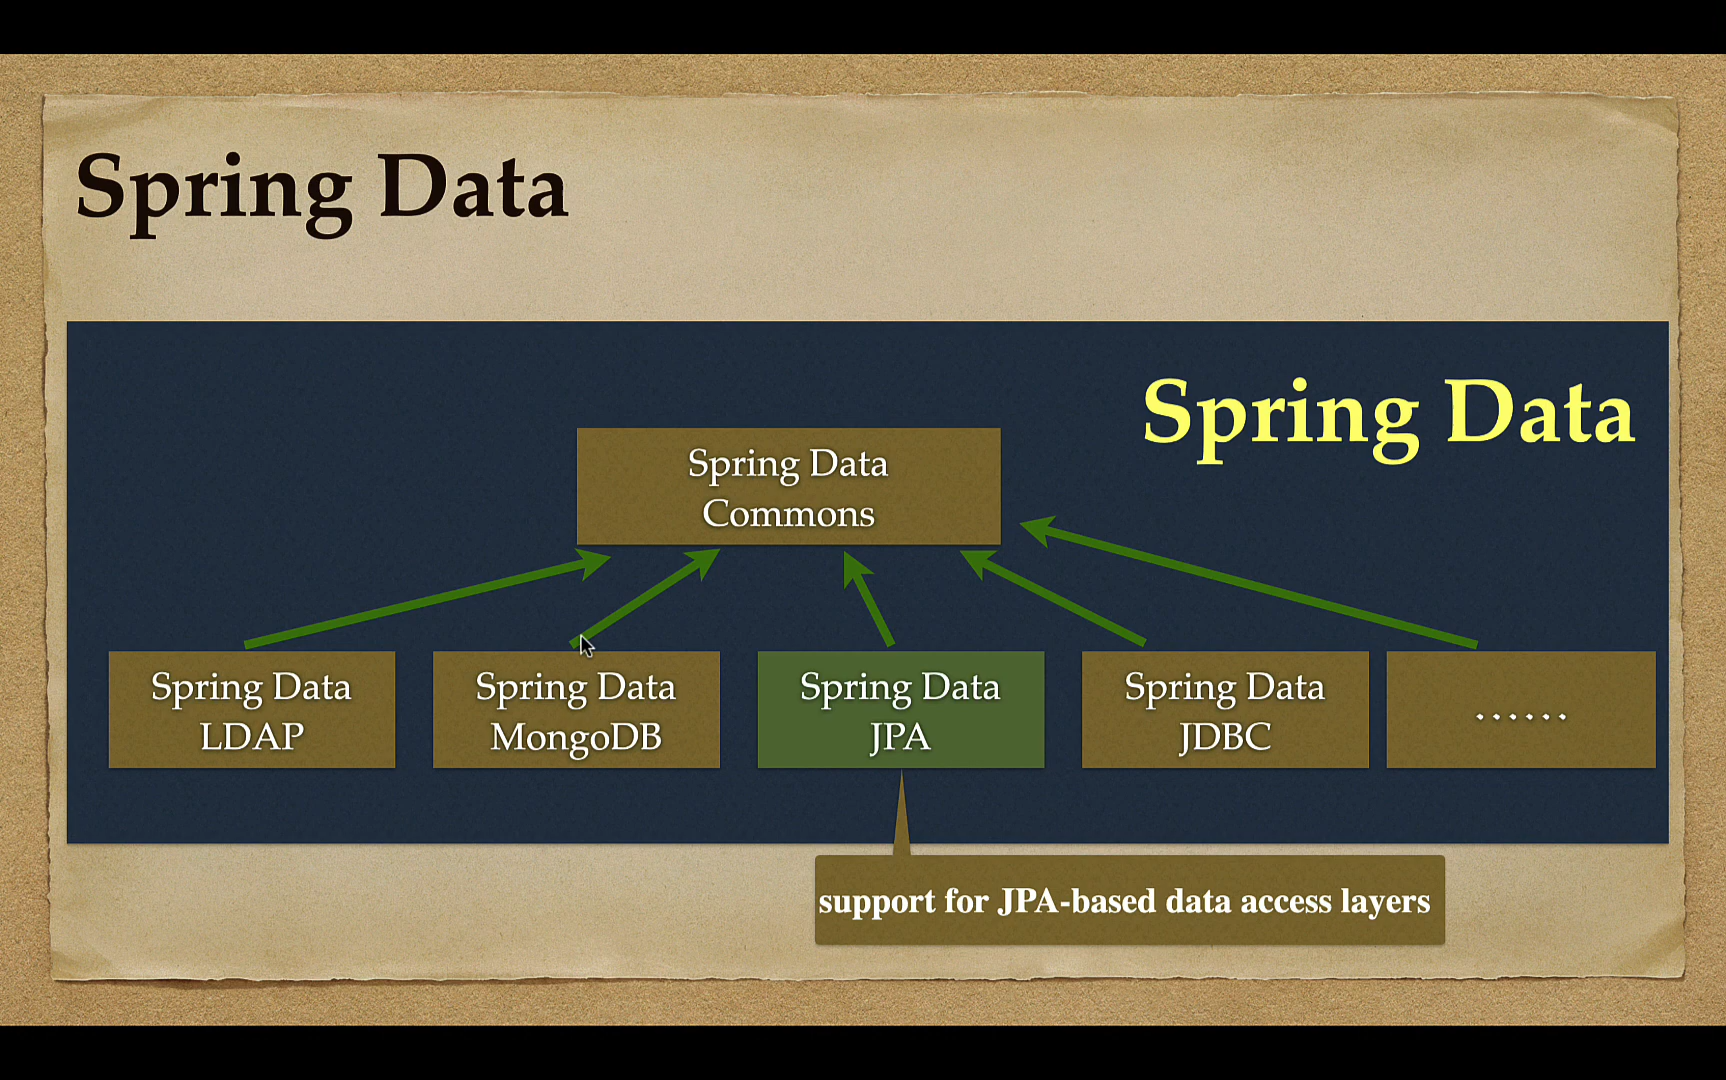 Spring Data
Spring Data
Spring Data
Commons
Spring Data
LDAP
Spring Data
MongoDB
Spring Data
JPA
Spring Data
JDBC
......
support for JPA-based data access layers